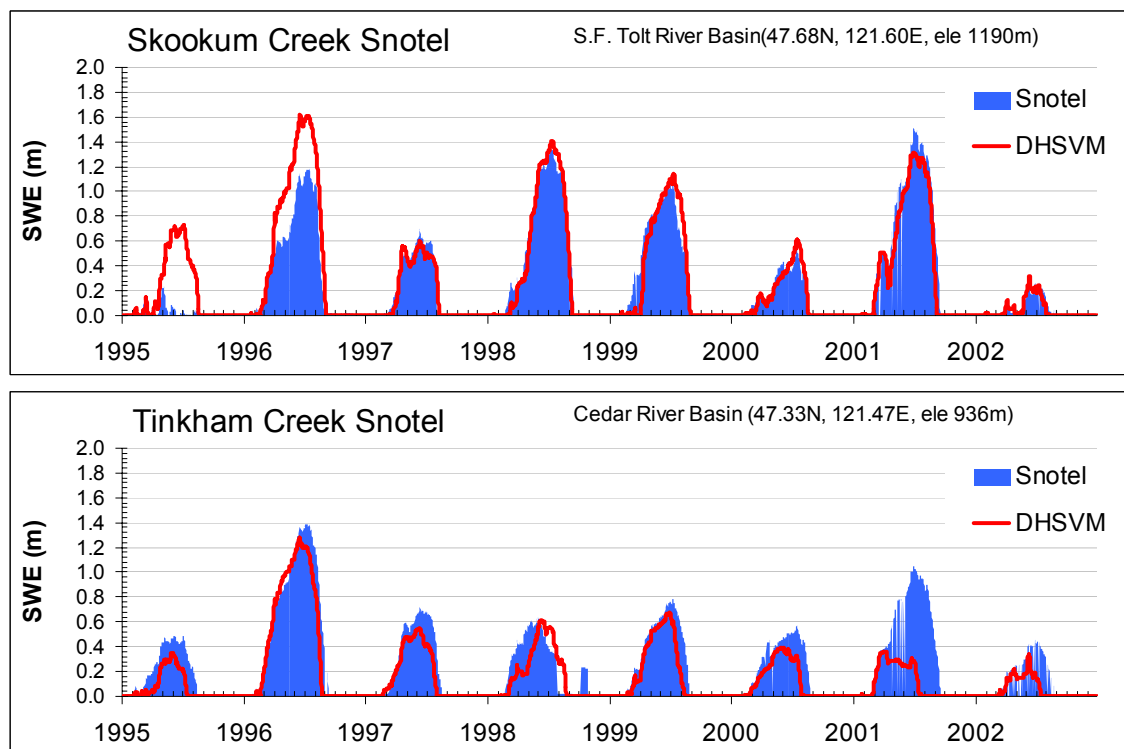 Skookum Creek Snotel
S.F. Tolt River Basin(47.68N, 121.60E, ele 1190m)
2.0
1.8
1.6
1.4
1.2
1.0
0.8
0.6
0.4
0.2
0.0
SWE (m)
Snotel
DHSVM
1995 1996 1997 1998 1999 2000 2001 2002
Tinkham Creek Snotel
Cedar River Basin (47.33N, 121.47E, ele 936m)
2.0
1.8
1.6
1.4
1.2
1.0
0.8
0.6
0.4
0.2
0.0
SWE (m)
Snotel
DHSVM
1995 1996 1997 1998 1999 2000 2001 2002